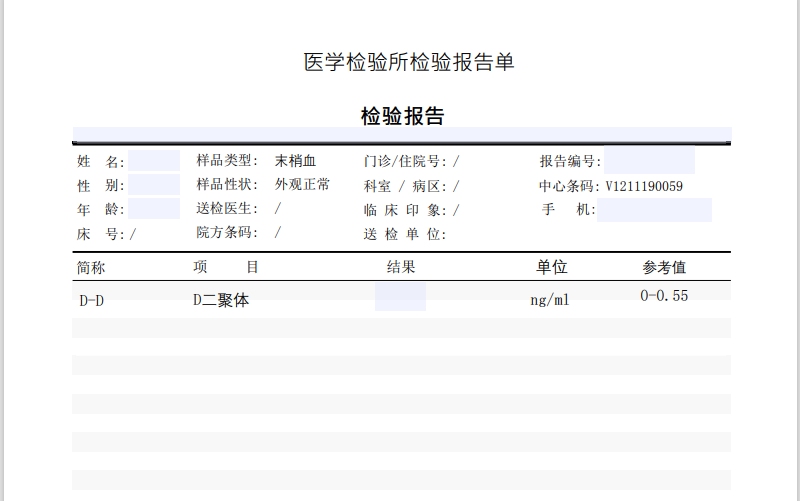 医学检验所检验报告单
检验报告
姓 名: 样品类型: 末梢血 门诊/住院号: / 报告编号:
性 别: 样品性状: 外观正常 科室 / 病区: / 中心条码: V1211190059
年 龄: 送检医生: / 临 床 印 象: / 手 机:
床 号: / 院方条码: / 送 检 单 位:
简称 项 目 结果 单位 参考值
D-D D二聚体 ng/ml 0-0.55